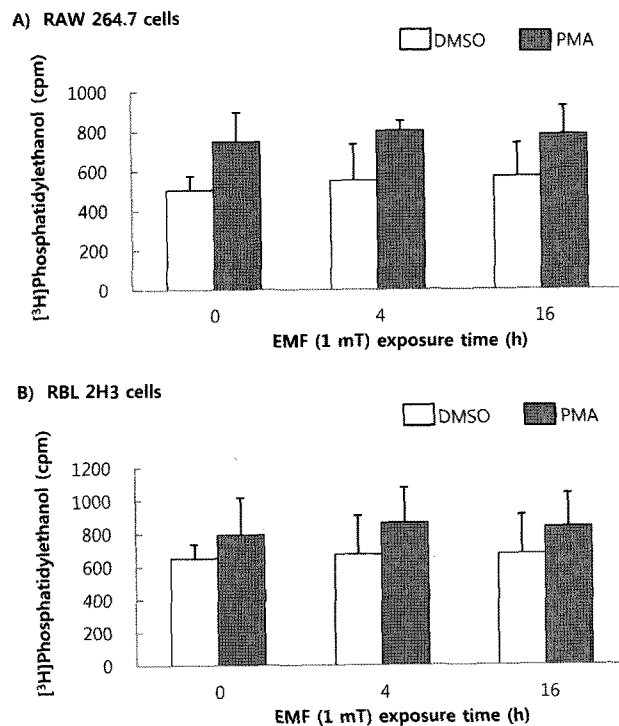 A) RAW 264.7 cells
DMSO PMA
[³H]Phosphatidylethanol (cpm)
1000
800
600
400
200
0
0 4 16
EMF (1 mT) exposure time (h)
B) RBL 2H3 cells
DMSO PMA
[³H]Phosphatidylethanol (cpm)
1200
1000
800
600
400
200
0
0 4 16
EMF (1 mT) exposure time (h)